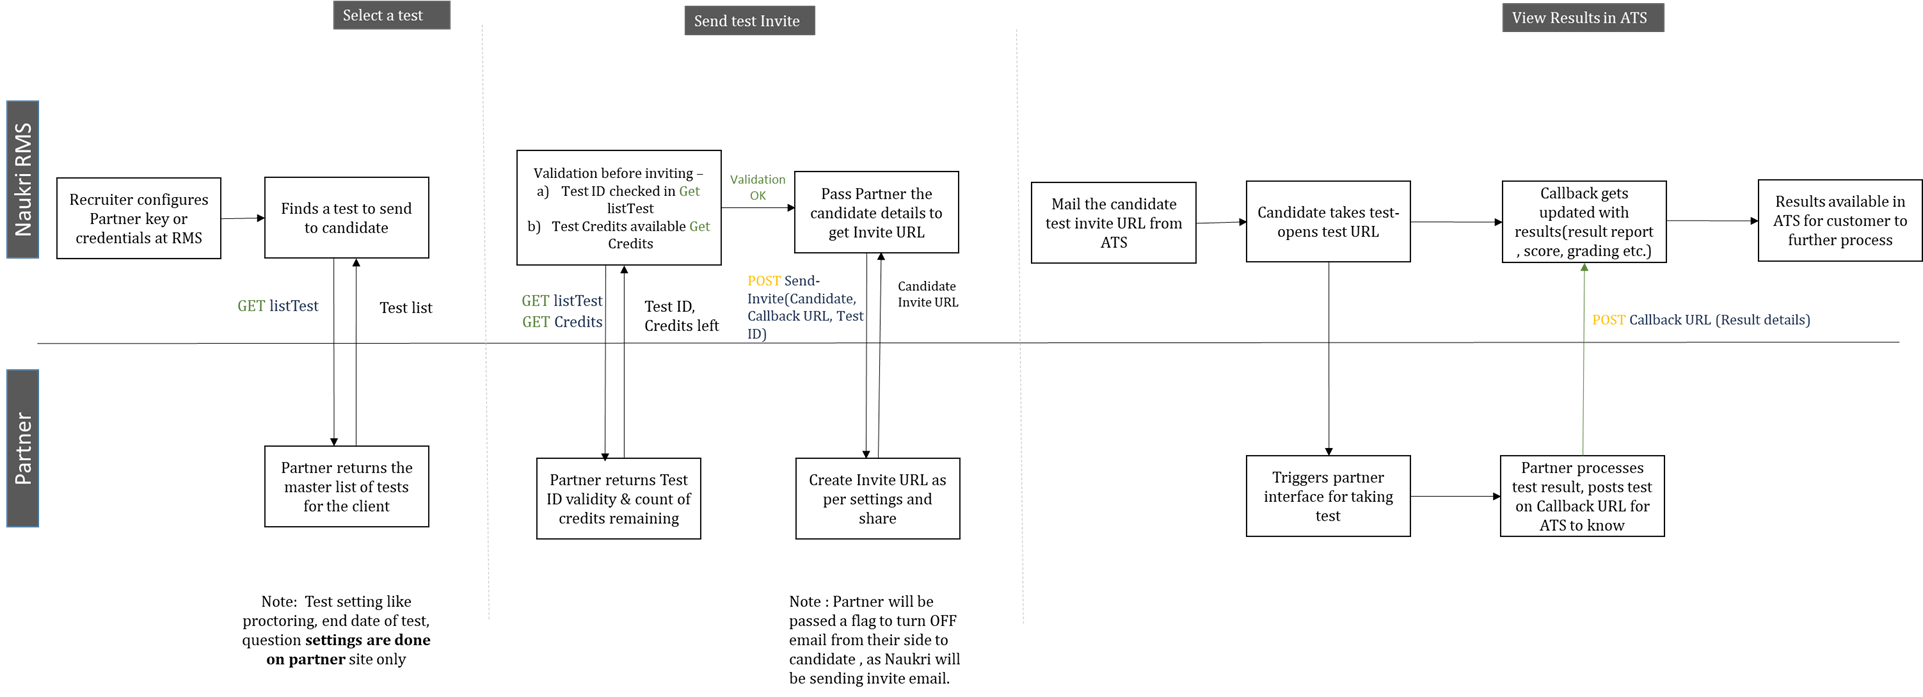 Select a test
Send test Invite
View Results in ATS
Naukri RMS
Recruiter configures
Partner key or
credentials at RMS
Finds a test to send
to candidate
GET listTest
Test list
Validation before inviting –
a) Test ID checked in Get
listTest
b) Test Credits available Get
Credits
Validation
OK
Pass Partner the
candidate details to
get Invite URL
GET listTest
GET Credits
Test ID,
Credits left
POST Send-
Invite(Candidate,
Callback URL, Test
ID)
Candidate
Invite URL
Mail the candidate
test invite URL from
ATS
Candidate takes test-
opens test URL
Callback gets
updated with
results(result report
, score, grading etc.)
Results available in
ATS for customer to
further process
POST Callback URL (Result details)
Partner
Partner returns the
master list of tests
for the client
Partner returns Test
ID validity & count of
credits remaining
Create Invite URL as
per settings and
share
Triggers partner
interface for taking
test
Partner processes
test result, posts test
on Callback URL for
ATS to know
Note: Test setting like
proctoring, end date of test,
question settings are done
on partner site only
Note : Partner will be
passed a flag to turn OFF
email from their side to
candidate , as Naukri will
be sending invite email.